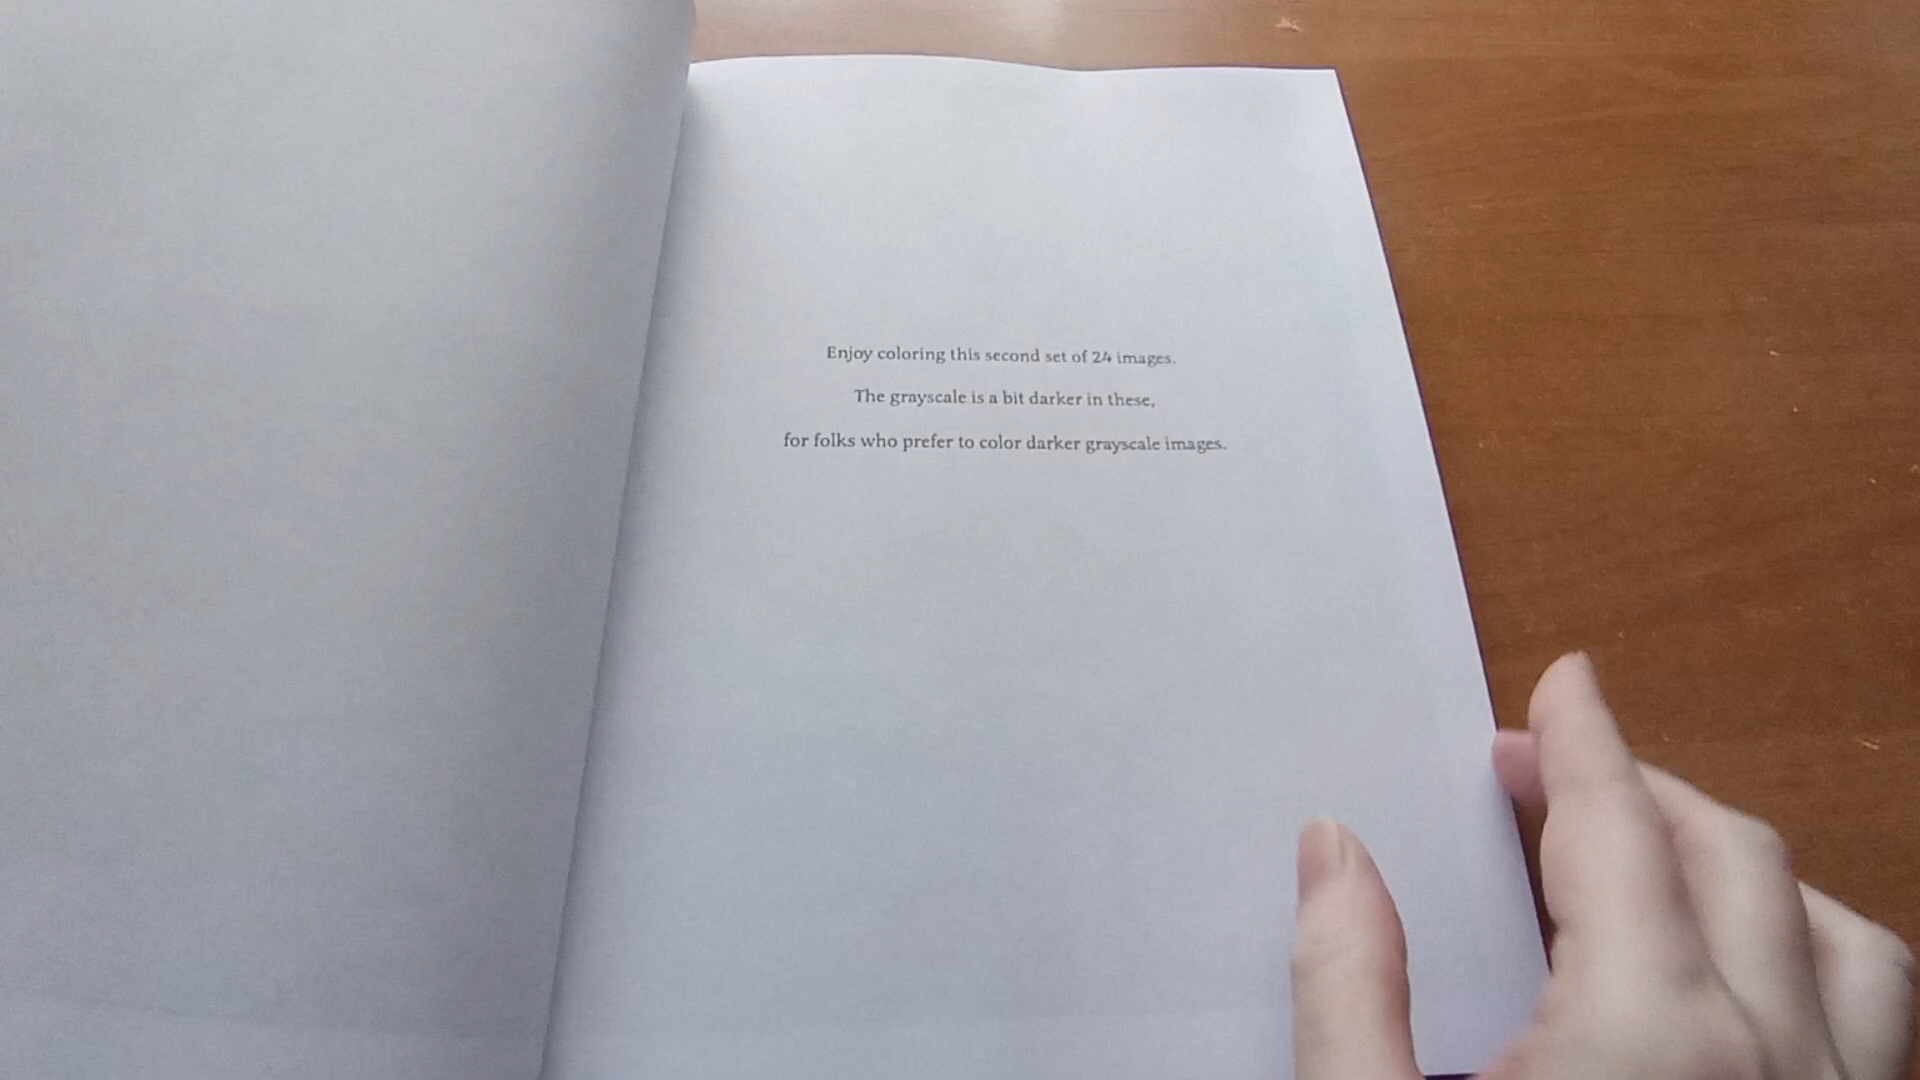 Enjoy coloring this second set of 24 images.
The grayscale is a bit darker in these,
for folks who prefer to color darker grayscale images.